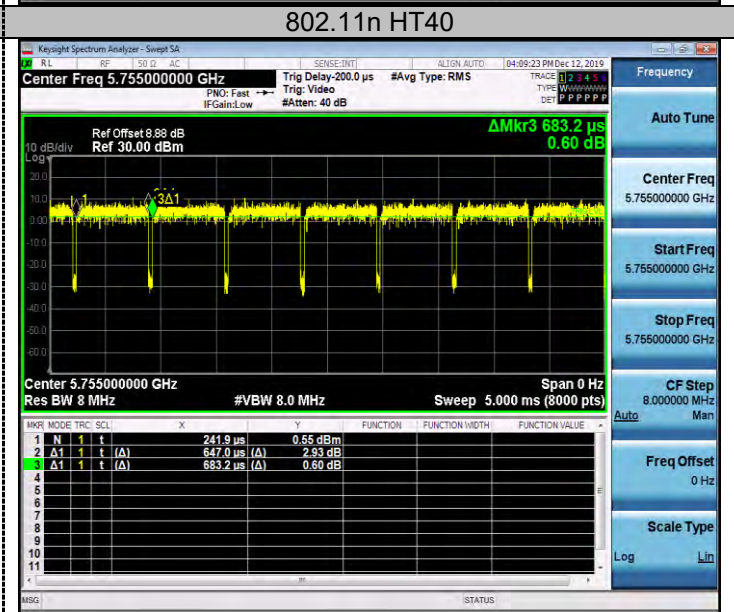 802.11n HT40
Keysight Spectrum Analyzer - Swept SA
RL RF 50 Ω AC SENSE:INT ALIGN AUTO 04:09:23 PM Dec 12, 2019
Center Freq 5.755000000 GHz
PNO: Fast
IFGain:Low
Trig Delay-200.0 µs
Trig: Video
#Atten: 40 dB
#Avg Type: RMS
TRACE 1 2 3 4 5 6
TYPE W
DET P P P P P P
Frequency
Auto Tune
Center Freq
5.755000000 GHz
Start Freq
5.755000000 GHz
Stop Freq
5.755000000 GHz
CF Step
8.000000 MHz
Auto Man
Freq Offset
0 Hz
Scale Type
Log Lin
Ref Offset 8.88 dB
10 dB/div Ref 30.00 dBm
Log
ΔMkr3 683.2 µs
0.60 dB
20.0
10.0
0.00
-10.0
-20.0
-30.0
-40.0
-50.0
-60.0
1
3Δ1
Center 5.755000000 GHz Span 0 Hz
Res BW 8 MHz #VBW 8.0 MHz Sweep 5.000 ms (8000 pts)
MKR MODE TRC SCL X Y FUNCTION FUNCTION WIDTH FUNCTION VALUE
1 N 1 t 241.9 µs 0.55 dBm
2 Δ1 1 t (Δ) 647.0 µs (Δ) 2.93 dB
3 Δ1 1 t (Δ) 683.2 µs (Δ) 0.60 dB
4
5
6
7
8
9
10
11
MSG STATUS